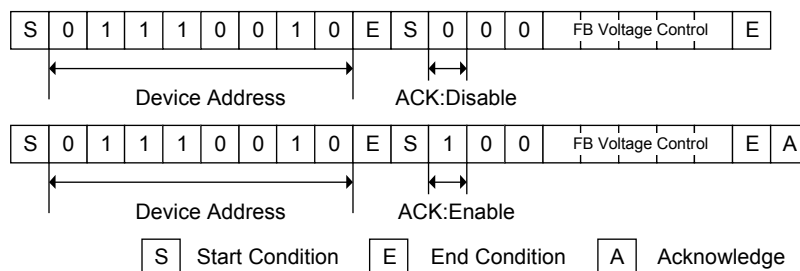 S 0 1 1 1 0 0 1 0 E S 0 0 0 FB Voltage Control E
Device Address ACK:Disable
S 0 1 1 1 0 0 1 0 E S 1 0 0 FB Voltage Control E A
Device Address ACK:Enable
S Start Condition E End Condition A Acknowledge